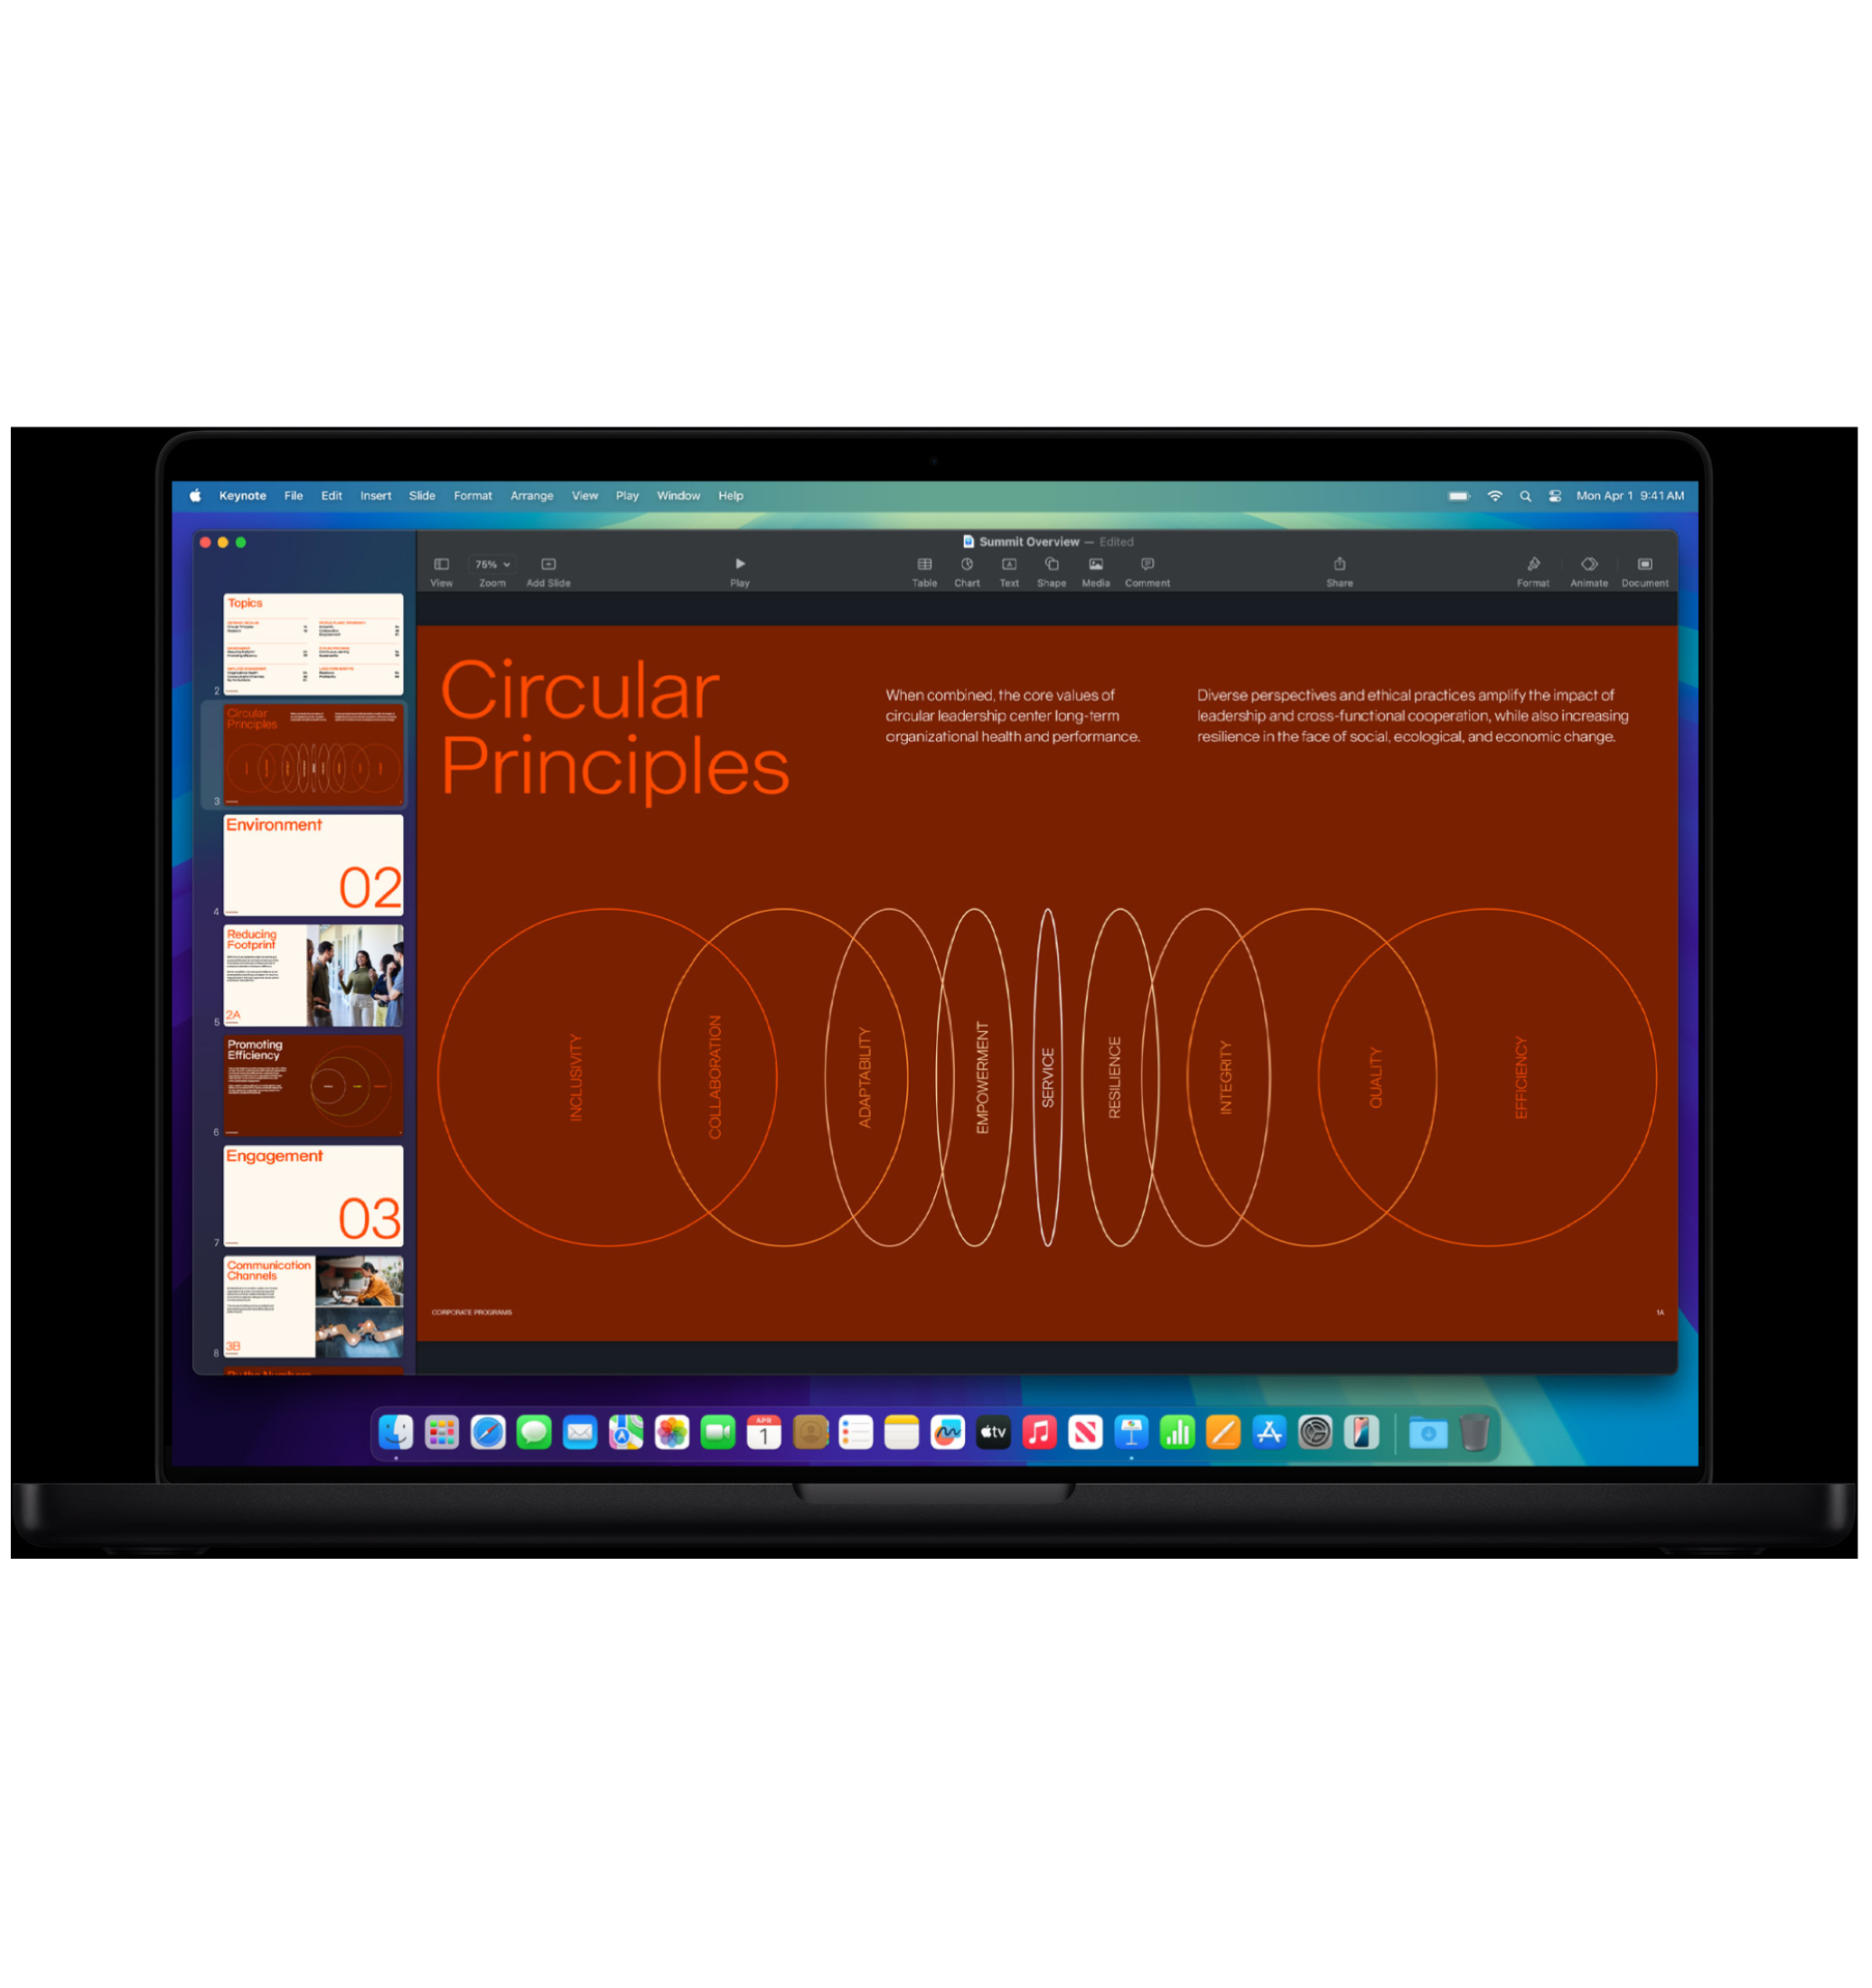 Keynote File Edit Insert Slide Format Arrange View Play Window Help
Mon Apr 1 9:41 AM
Summit Overview — Edited
75%
View Zoom Add Slide Play Table Chart Text Shape Media Comment Share Format Animate Document
Topics
2
Circular
Principles
3
Environment
02
4
Reducing
Footprint
2A
5
Promoting
Efficiency
6
Engagement
03
7
Communication
Channels
3B
8
By the Numbers
Circular
Principles
When combined, the core values of
circular leadership center long-term
organizational health and performance.
Diverse perspectives and ethical practices amplify the impact of
leadership and cross-functional cooperation, while also increasing
resilience in the face of social, ecological, and economic change.
INCLUSIVITY
COLLABORATION
ADAPTABILITY
EMPOWERMENT
SERVICE
RESILIENCE
INTEGRITY
QUALITY
EFFICIENCY
CORPORATE PROGRAMS
1A
APR
1
tv